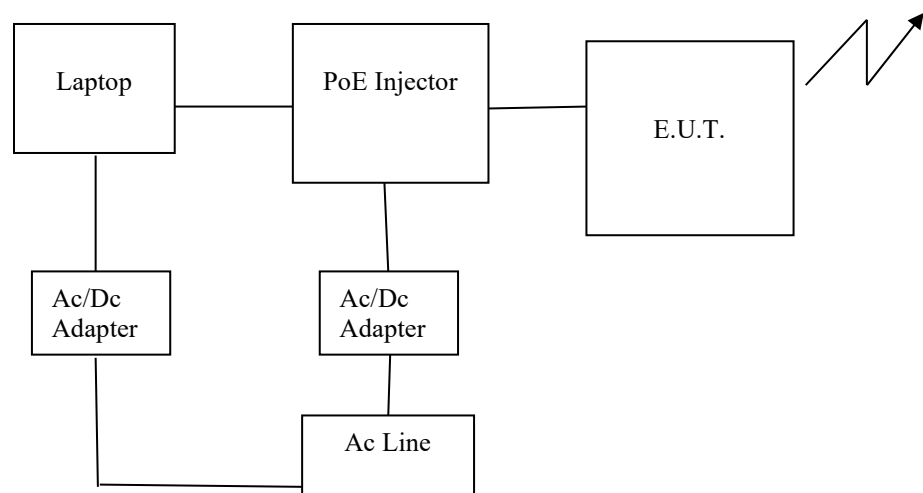 Laptop
PoE Injector
E.U.T.
Ac/Dc
Adapter
Ac/Dc
Adapter
Ac Line